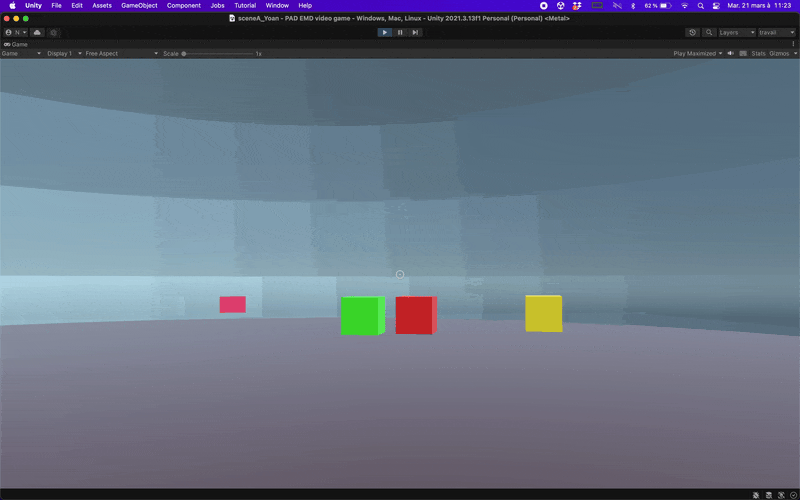 Unity File Edit Assets GameObject Component Jobs Tutorial Window Help 62 % Mar. 21 mars à 11:23
sceneA_Yoan - PAD EMD video game - Windows, Mac, Linux - Unity 2021.3.13f1 Personal (Personal) <Metal>
N Layers travail
Game
Game Display 1 Free Aspect Scale 1x Play Maximized Stats Gizmos